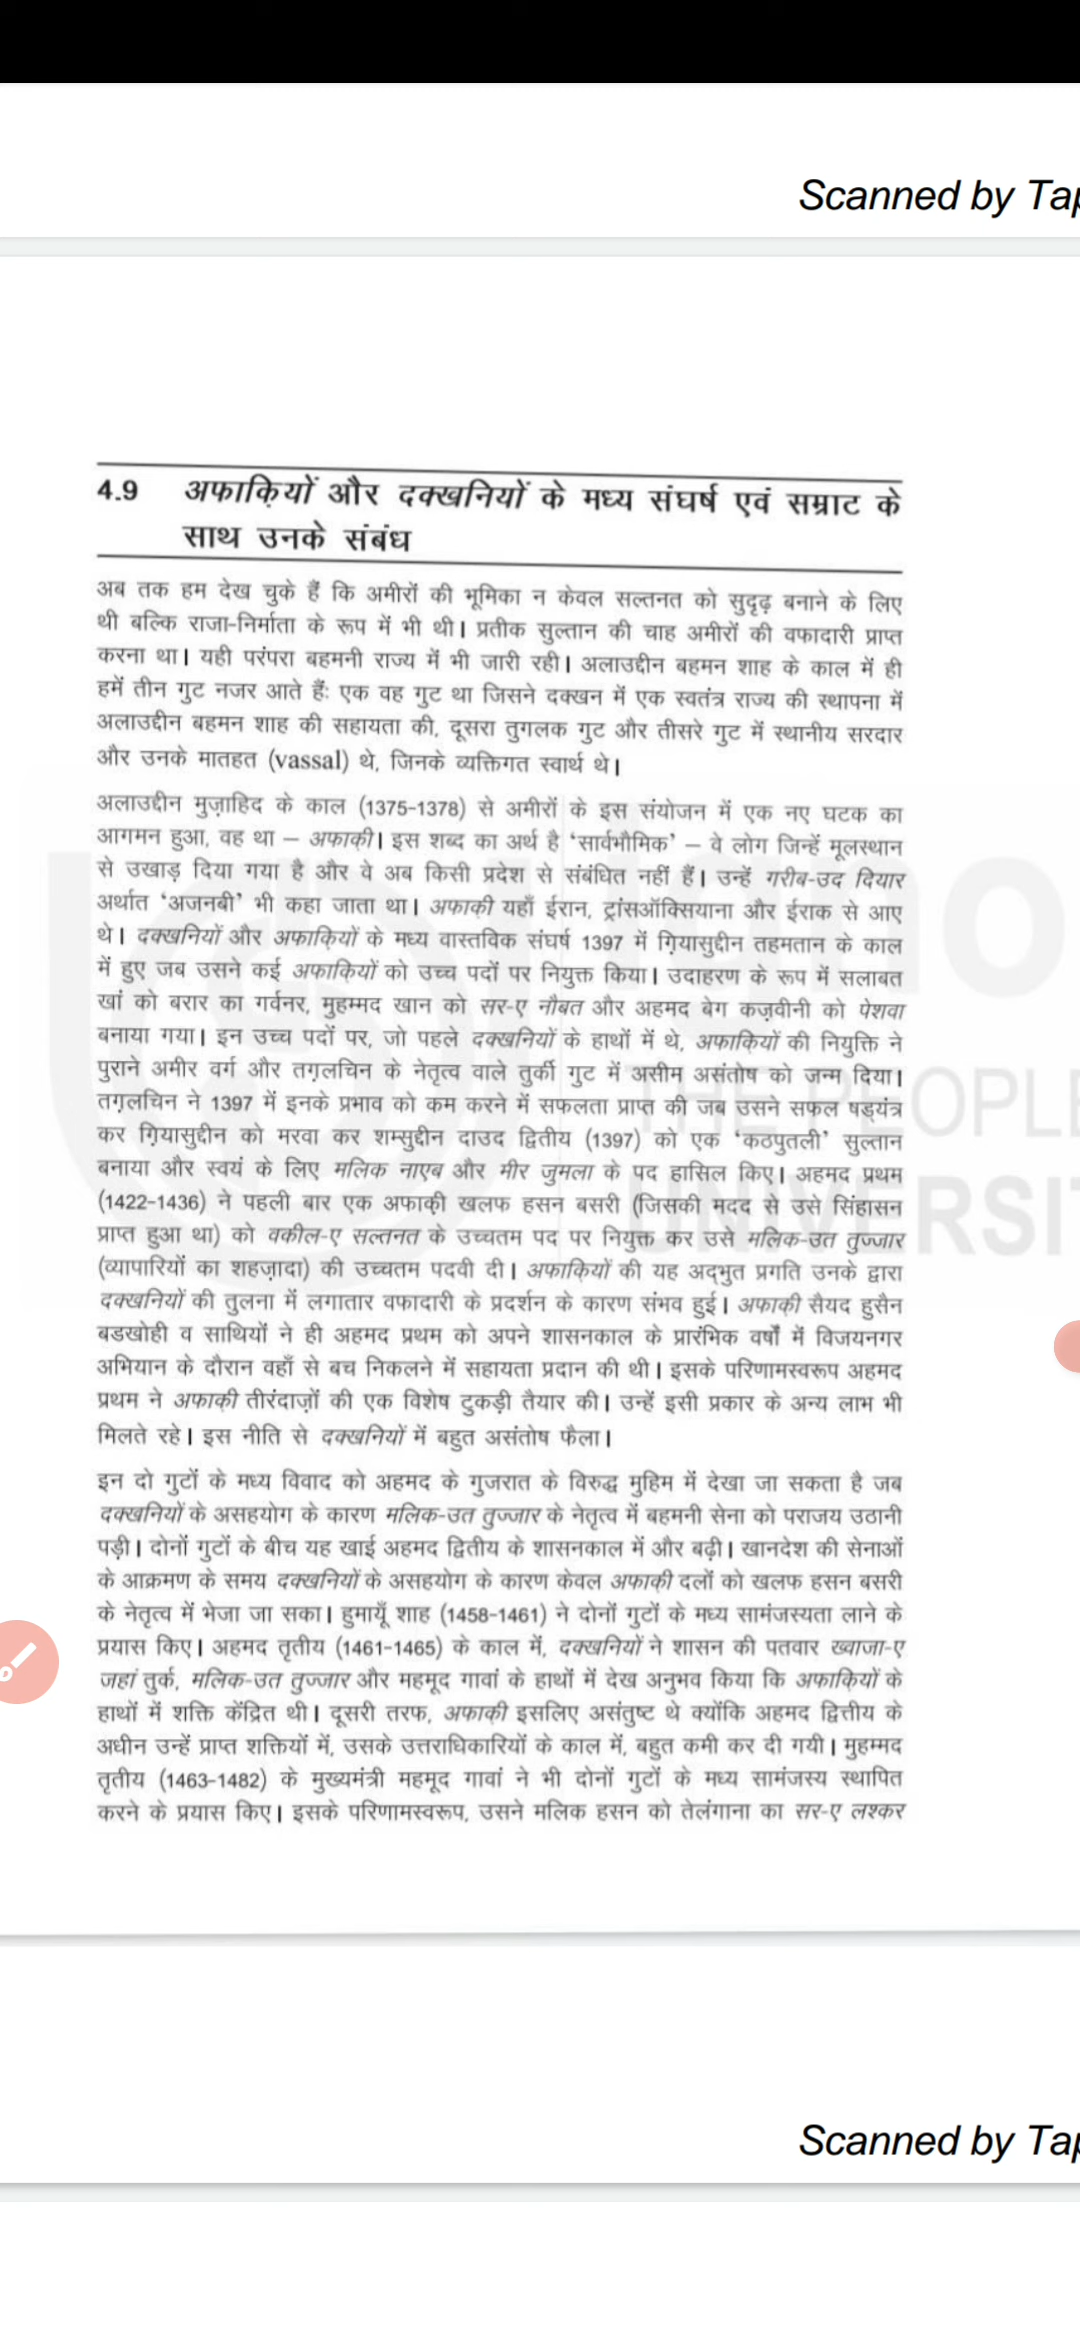 Scanned by Tap
4.9 अफाक़ियों और दक्खनियों के मध्य संघर्ष एवं सम्राट के
साथ उनके संबंध
अब तक हम देख चुके हैं कि अमीरों की भूमिका न केवल सल्तनत को सुदृढ़ बनाने के लिए
थी बल्कि राजा-निर्माता के रूप में भी थी। प्रतीक सुल्तान की चाह अमीरों की वफादारी प्राप्त
करना था। यही परंपरा बहमनी राज्य में भी जारी रही। अलाउद्दीन बहमन शाह के काल में ही
हमें तीन गुट नजर आते हैं: एक वह गुट था जिसने दक्खन में एक स्वतंत्र राज्य की स्थापना में
अलाउद्दीन बहमन शाह की सहायता की, दूसरा तुगलक गुट और तीसरे गुट में स्थानीय सरदार
और उनके मातहत (vassal) थे, जिनके व्यक्तिगत स्वार्थ थे।
अलाउद्दीन मुज़ाहिद के काल (1375-1378) से अमीरों के इस संयोजन में एक नए घटक का
आगमन हुआ, वह था – अफाक़ी। इस शब्द का अर्थ है 'सार्वभौमिक' – वे लोग जिन्हें मूलस्थान
से उखाड़ दिया गया है और वे अब किसी प्रदेश से संबंधित नहीं हैं। उन्हें गरीब-उद दियार
अर्थात 'अजनबी' भी कहा जाता था। अफाक़ी यहाँ ईरान, ट्रांसऑक्सियाना और ईराक से आए
थे। दक्खनियों और अफाक़ियों के मध्य वास्तविक संघर्ष 1397 में ग़ियासुद्दीन तहमतान के काल
में हुए जब उसने कई अफाक़ियों को उच्च पदों पर नियुक्त किया। उदाहरण के रूप में सलाबत
खां को बरार का गर्वनर, मुहम्मद खान को सर-ए नौबत और अहमद बेग कज़वीनी को पेशवा
बनाया गया। इन उच्च पदों पर, जो पहले दक्खनियों के हाथों में थे, अफाक़ियों की नियुक्ति ने
पुराने अमीर वर्ग और तग़लचिन के नेतृत्व वाले तुर्की गुट में असीम असंतोष को जन्म दिया।
तग़लचिन ने 1397 में इनके प्रभाव को कम करने में सफलता प्राप्त की जब उसने सफल षड्यंत्र
कर ग़ियासुद्दीन को मरवा कर शम्सुद्दीन दाउद द्वितीय (1397) को एक 'कठपुतली' सुल्तान
बनाया और स्वयं के लिए मलिक नाएब और मीर जुमला के पद हासिल किए। अहमद प्रथम
(1422-1436) ने पहली बार एक अफाक़ी खलफ हसन बसरी (जिसकी मदद से उसे सिंहासन
प्राप्त हुआ था) को वकील-ए सल्तनत के उच्चतम पद पर नियुक्त कर उसे मलिक-उत तुज्जार
(व्यापारियों का शहज़ादा) की उच्चतम पदवी दी। अफाक़ियों की यह अद्भुत प्रगति उनके द्वारा
दक्खनियों की तुलना में लगातार वफादारी के प्रदर्शन के कारण संभव हुई। अफाक़ी सैयद हुसैन
बडखोही व साथियों ने ही अहमद प्रथम को अपने शासनकाल के प्रारंभिक वर्षों में विजयनगर
अभियान के दौरान वहाँ से बच निकलने में सहायता प्रदान की थी। इसके परिणामस्वरूप अहमद
प्रथम ने अफाक़ी तीरंदाज़ों की एक विशेष टुकड़ी तैयार की। उन्हें इसी प्रकार के अन्य लाभ भी
मिलते रहे। इस नीति से दक्खनियों में बहुत असंतोष फैला।
इन दो गुटों के मध्य विवाद को अहमद के गुजरात के विरुद्ध मुहिम में देखा जा सकता है जब
दक्खनियों के असहयोग के कारण मलिक-उत तुज्जार के नेतृत्व में बहमनी सेना को पराजय उठानी
पड़ी। दोनों गुटों के बीच यह खाई अहमद द्वितीय के शासनकाल में और बढ़ी। खानदेश की सेनाओं
के आक्रमण के समय दक्खनियों के असहयोग के कारण केवल अफाक़ी दलों को खलफ हसन बसरी
के नेतृत्व में भेजा जा सका। हुमायूँ शाह (1458-1461) ने दोनों गुटों के मध्य सामंजस्यता लाने के
प्रयास किए। अहमद तृतीय (1461-1465) के काल में, दक्खनियों ने शासन की पतवार ख्वाजा-ए
जहां तुर्क, मलिक-उत तुज्जार और महमूद गावां के हाथों में देख अनुभव किया कि अफाक़ियों के
हाथों में शक्ति केंद्रित थी। दूसरी तरफ, अफाक़ी इसलिए असंतुष्ट थे क्योंकि अहमद द्वित्तीय के
अधीन उन्हें प्राप्त शक्तियों में, उसके उत्तराधिकारियों के काल में, बहुत कमी कर दी गयी। मुहम्मद
तृतीय (1463-1482) के मुख्यमंत्री महमूद गावां ने भी दोनों गुटों के मध्य सामंजस्य स्थापित
करने के प्रयास किए। इसके परिणामस्वरूप, उसने मलिक हसन को तेलंगाना का सर-ए लश्कर
ignou
THE PEOPLE
UNIVERSIT
Scanned by Tap